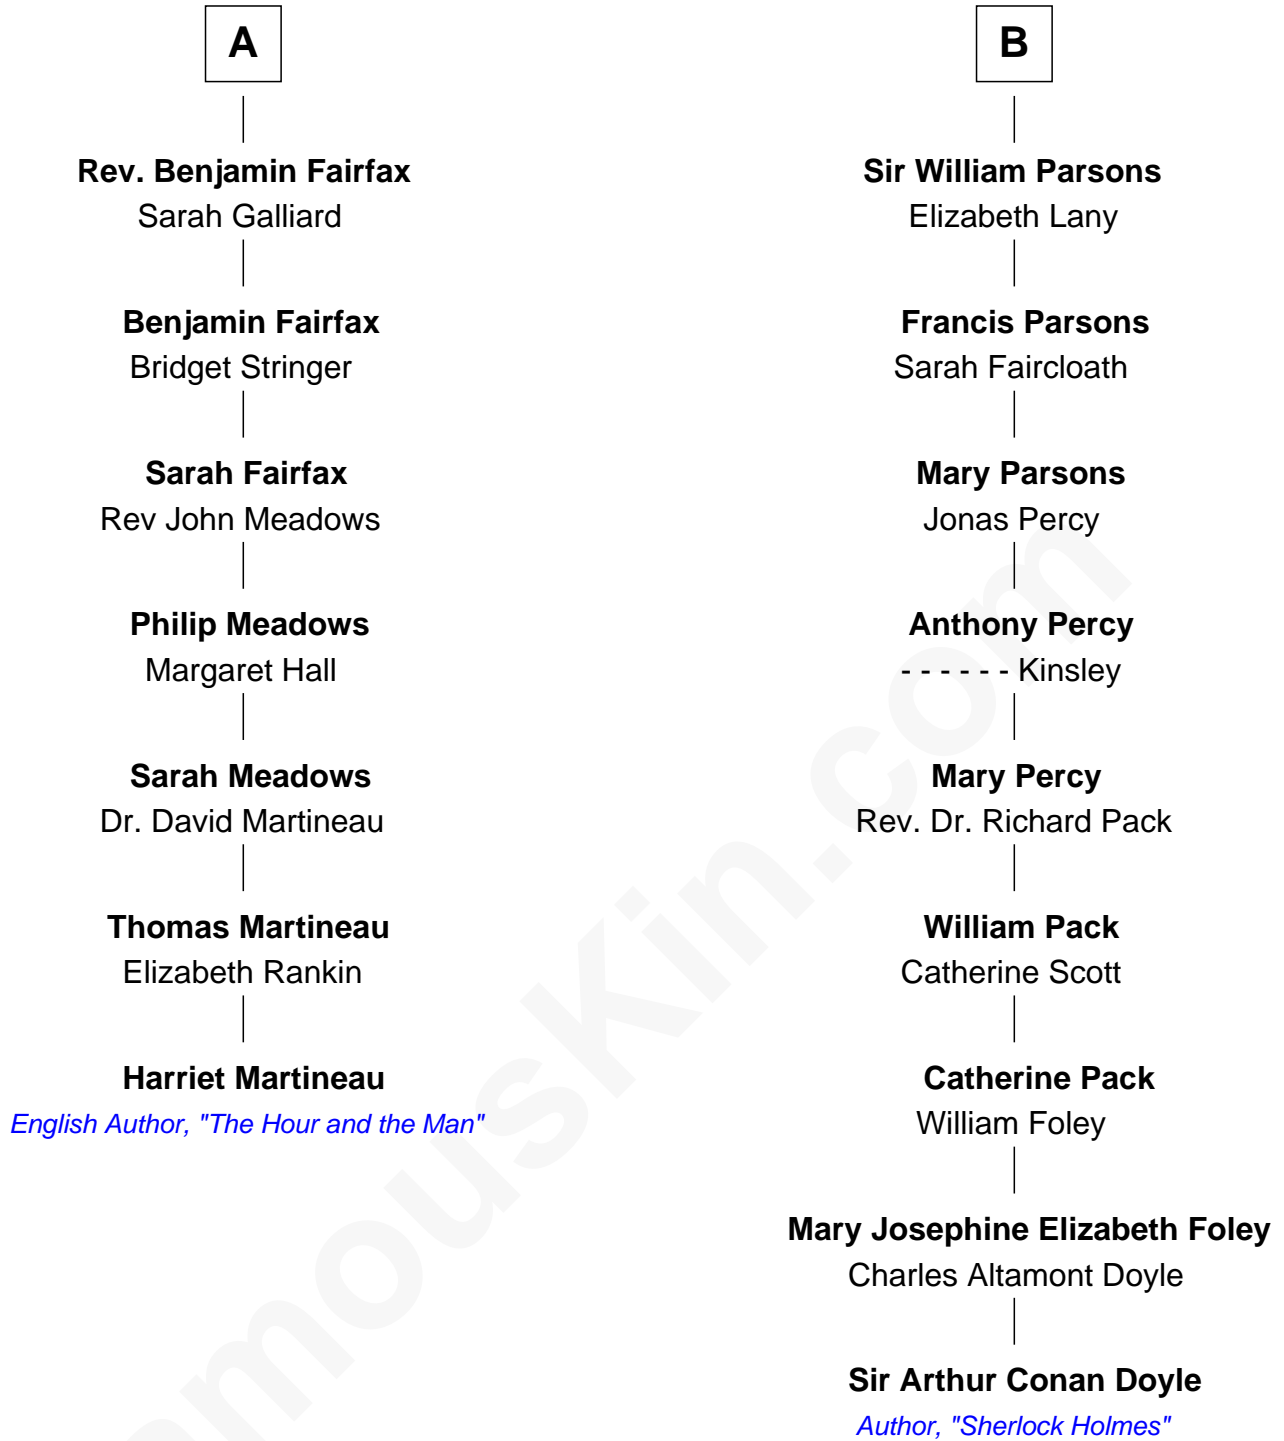 A
Rev. Benjamin Fairfax
Sarah Galliard
Benjamin Fairfax
Bridget Stringer
Sarah Fairfax
Rev John Meadows
Philip Meadows
Margaret Hall
Sarah Meadows
Dr. David Martineau
Thomas Martineau
Elizabeth Rankin
Harriet Martineau
English Author, "The Hour and the Man"
B
Sir William Parsons
Elizabeth Lany
Francis Parsons
Sarah Faircloath
Mary Parsons
Jonas Percy
Anthony Percy
- - - - - - Kinsley
Mary Percy
Rev. Dr. Richard Pack
William Pack
Catherine Scott
Catherine Pack
William Foley
Mary Josephine Elizabeth Foley
Charles Altamont Doyle
Sir Arthur Conan Doyle
Author, "Sherlock Holmes"
amousKin.com